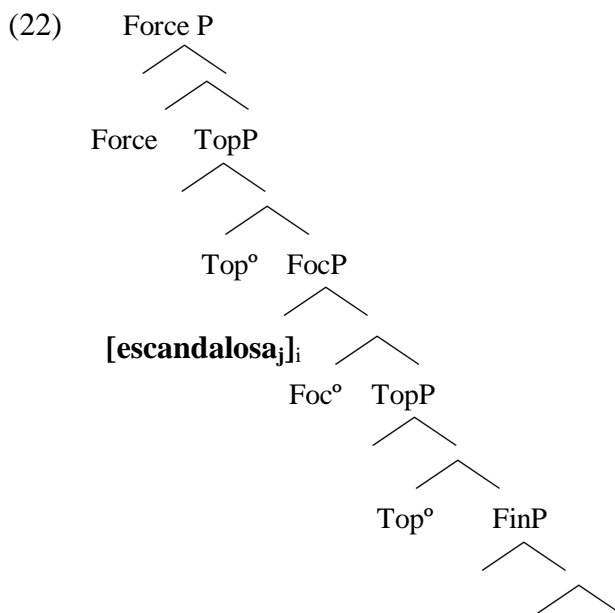 (22) Force P
Force TopP
Topº FocP
[escandalosaⱼ]ᵢ
Focº TopP
Topº FinP